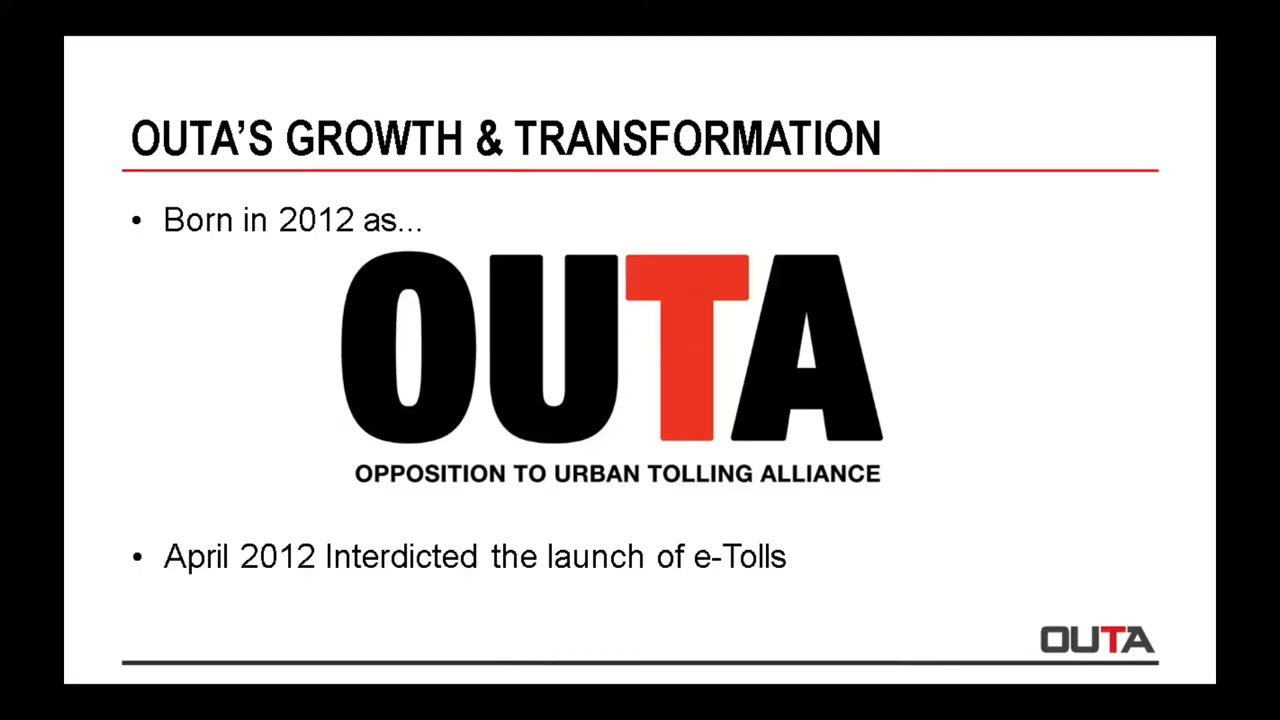 OUTA'S GROWTH & TRANSFORMATION
• Born in 2012 as...
OUTA
OPPOSITION TO URBAN TOLLING ALLIANCE
• April 2012 Interdicted the launch of e-Tolls
OUTA